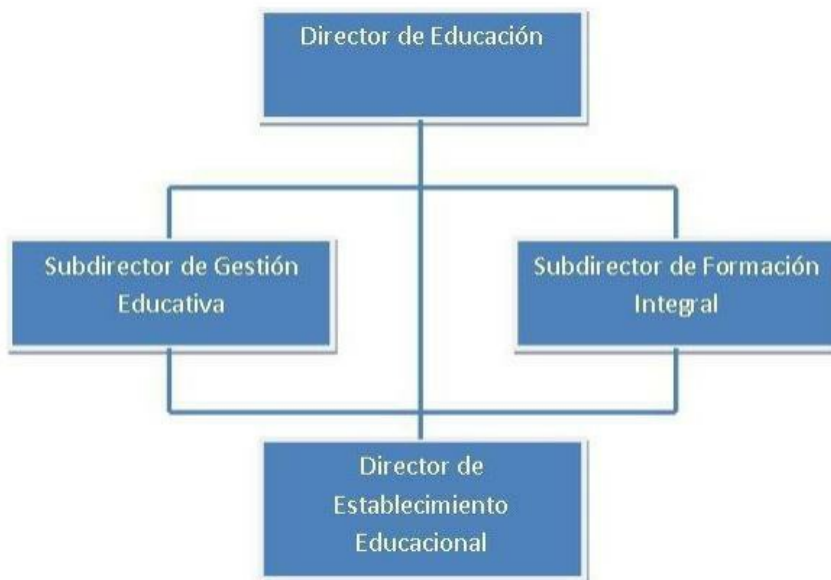 Director de Educación
Subdirector de Gestión
Educativa
Subdirector de Formación
Integral
Director de
Establecimiento
Educacional